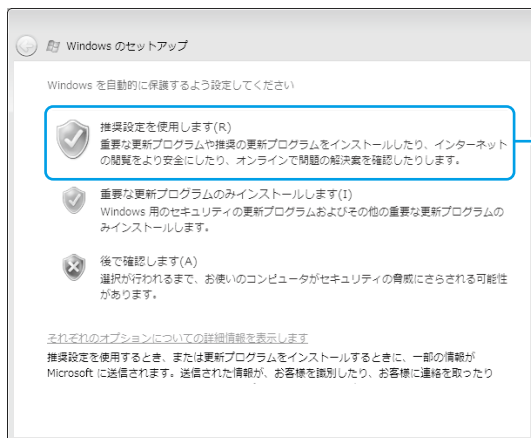 Windows のセットアップ
Windows を自動的に保護するよう設定してください
推奨設定を使用します(R)
重要な更新プログラムや推奨の更新プログラムをインストールしたり、インターネット
の閲覧をより安全にしたり、オンラインで問題の解決案を確認したりします。
重要な更新プログラムのみインストールします(I)
Windows 用のセキュリティの更新プログラムおよびその他の重要な更新プログラムの
みインストールします。
後で確認します(A)
選択が行われるまで、お使いのコンピュータがセキュリティの脅威にさらされる可能性
があります。
それぞれのオプションについての詳細情報を表示します
推奨設定を使用するとき、または更新プログラムをインストールするときに、一部の情報が
Microsoft に送信されます。送信された情報が、お客様を識別したり、お客様に連絡を取ったり